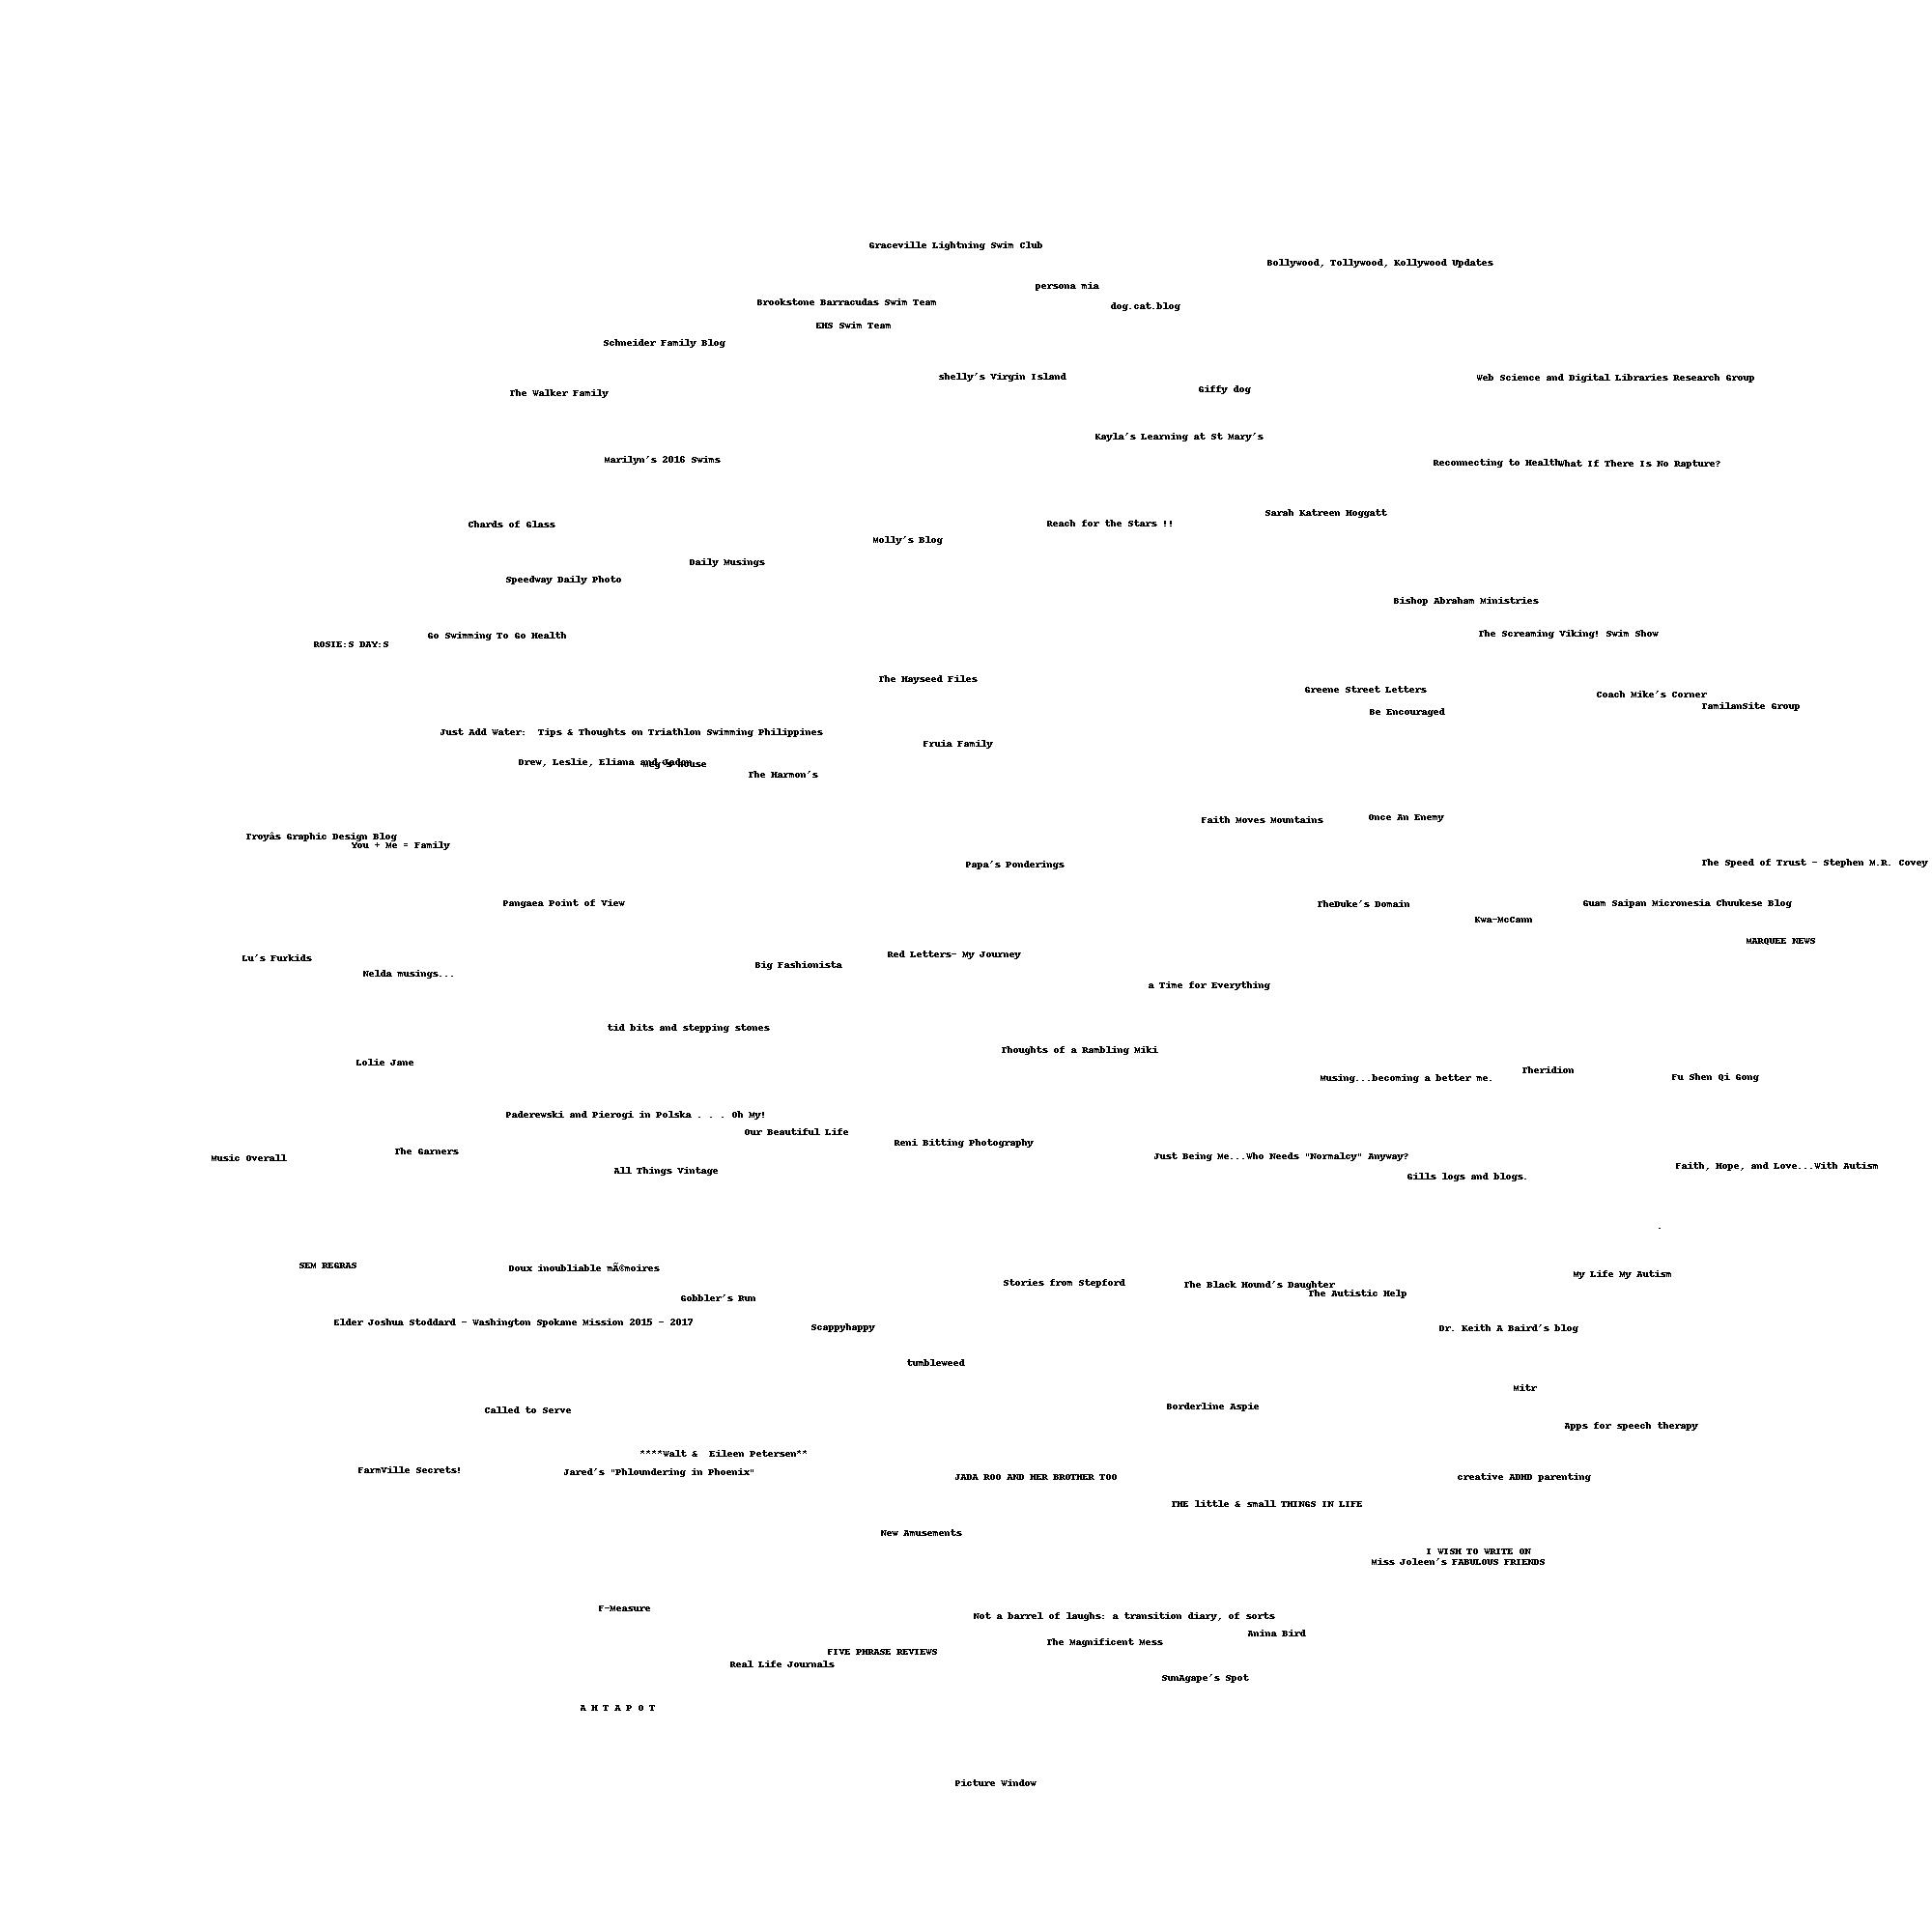 Graceville Lightning Swim Club
Bollywood, Tollywood, Kollywood Updates
persona mia
Brookstone Barracudas Swim Team
dog.cat.blog
EHS Swim Team
Schneider Family Blog
shelly's Virgin Island
Web Science and Digital Libraries Research Group
Giffy dog
The Walker Family
Kayla's Learning at St Mary's
Marilyn's 2016 Swims
Reconnecting to Health
What If There Is No Rapture?
Sarah Katreen Hoggatt
Chards of Glass
Reach for the Stars !!
Molly's Blog
Daily Musings
Speedway Daily Photo
Bishop Abraham Ministries
The Screaming Viking! Swim Show
Go Swimming To Go Health
ROSIE:S DAY:S
The Hayseed Files
Greene Street Letters
Coach Mike's Corner
TamilanSite Group
Be Encouraged
Just Add Water:  Tips & Thoughts on Triathlon Swimming Philippines
Fruia Family
Drew, Leslie, Eliana and Jadon
Meg's House
The Harmon's
Once An Enemy
Faith Moves Mountains
Troyâs Graphic Design Blog
You + Me = Family
The Speed of Trust - Stephen M.R. Covey
Papa's Ponderings
Pangaea Point of View
TheDuke's Domain
Guam Saipan Micronesia Chuukese Blog
Kwa-McCann
MARQUEE NEWS
Red Letters- My Journey
Lu's Furkids
Big Fashionista
Nelda musings...
a Time for Everything
tid bits and stepping stones
Thoughts of a Rambling Miki
Lolie Jane
Theridion
Musing...becoming a better me.
Fu Shen Qi Gong
Paderewski and Pierogi in Polska . . . Oh My!
Our Beautiful Life
Reni Bitting Photography
The Garners
Just Being Me...Who Needs "Normalcy" Anyway?
Music Overall
Faith, Hope, and Love...With Autism
All Things Vintage
Gills logs and blogs.
.
SEM REGRAS
Doux inoubliable mÃ©moires
My Life My Autism
Stories from Stepford
The Black Hound's Daughter
The Autistic Help
Gobbler's Run
Elder Joshua Stoddard - Washington Spokane Mission 2015 - 2017
Scappyhappy
Dr. Keith A Baird's blog
tumbleweed
Mitr
Borderline Aspie
Called to Serve
Apps for speech therapy
****Walt &  Eileen Petersen**
FarmVille Secrets!
Jared's "Phloundering in Phoenix"
JADA ROO AND HER BROTHER TOO
creative ADHD parenting
THE little & small THINGS IN LIFE
New Amusements
I WISH TO WRITE ON
Miss Joleen's FABULOUS FRIENDS
F-Measure
Not a barrel of laughs: a transition diary, of sorts
Anina Bird
The Magnificent Mess
FIVE PHRASE REVIEWS
Real Life Journals
SunAgape's Spot
A H T A P O T
Picture Window